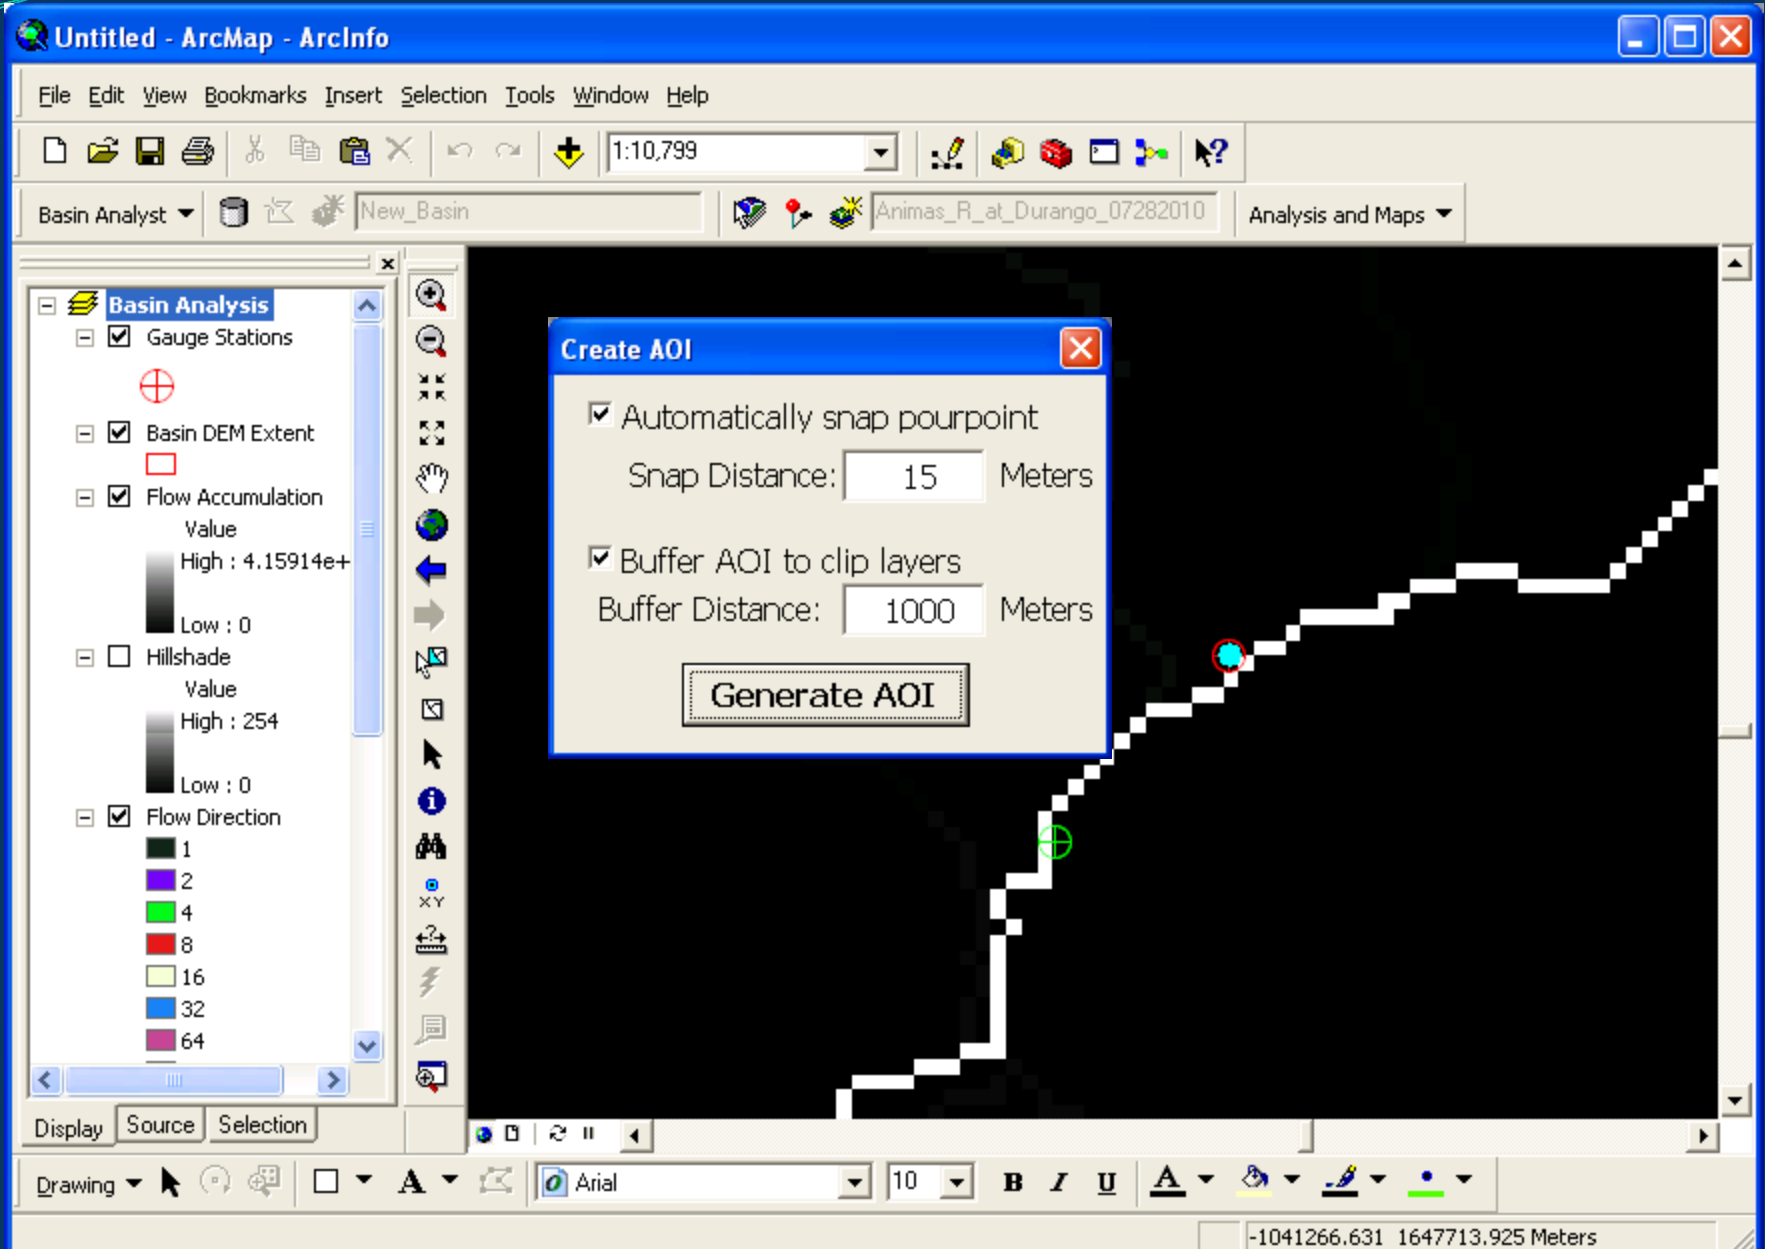 Untitled - ArcMap - ArcInfo
File Edit View Bookmarks Insert Selection Tools Window Help
1:10,799
Basin Analyst New_Basin Animas_R_at_Durango_07282010 Analysis and Maps
Basin Analysis
Gauge Stations
Basin DEM Extent
Flow Accumulation
Value
High : 4.15914e+
Low : 0
Hillshade
Value
High : 254
Low : 0
Flow Direction
1
2
4
8
16
32
64
Display Source Selection
XY
Create AOI
Automatically snap pourpoint
Snap Distance: 15 Meters
Buffer AOI to clip layers
Buffer Distance: 1000 Meters
Generate AOI
Drawing A Arial 10 B I U A
-1041266.631 1647713.925 Meters